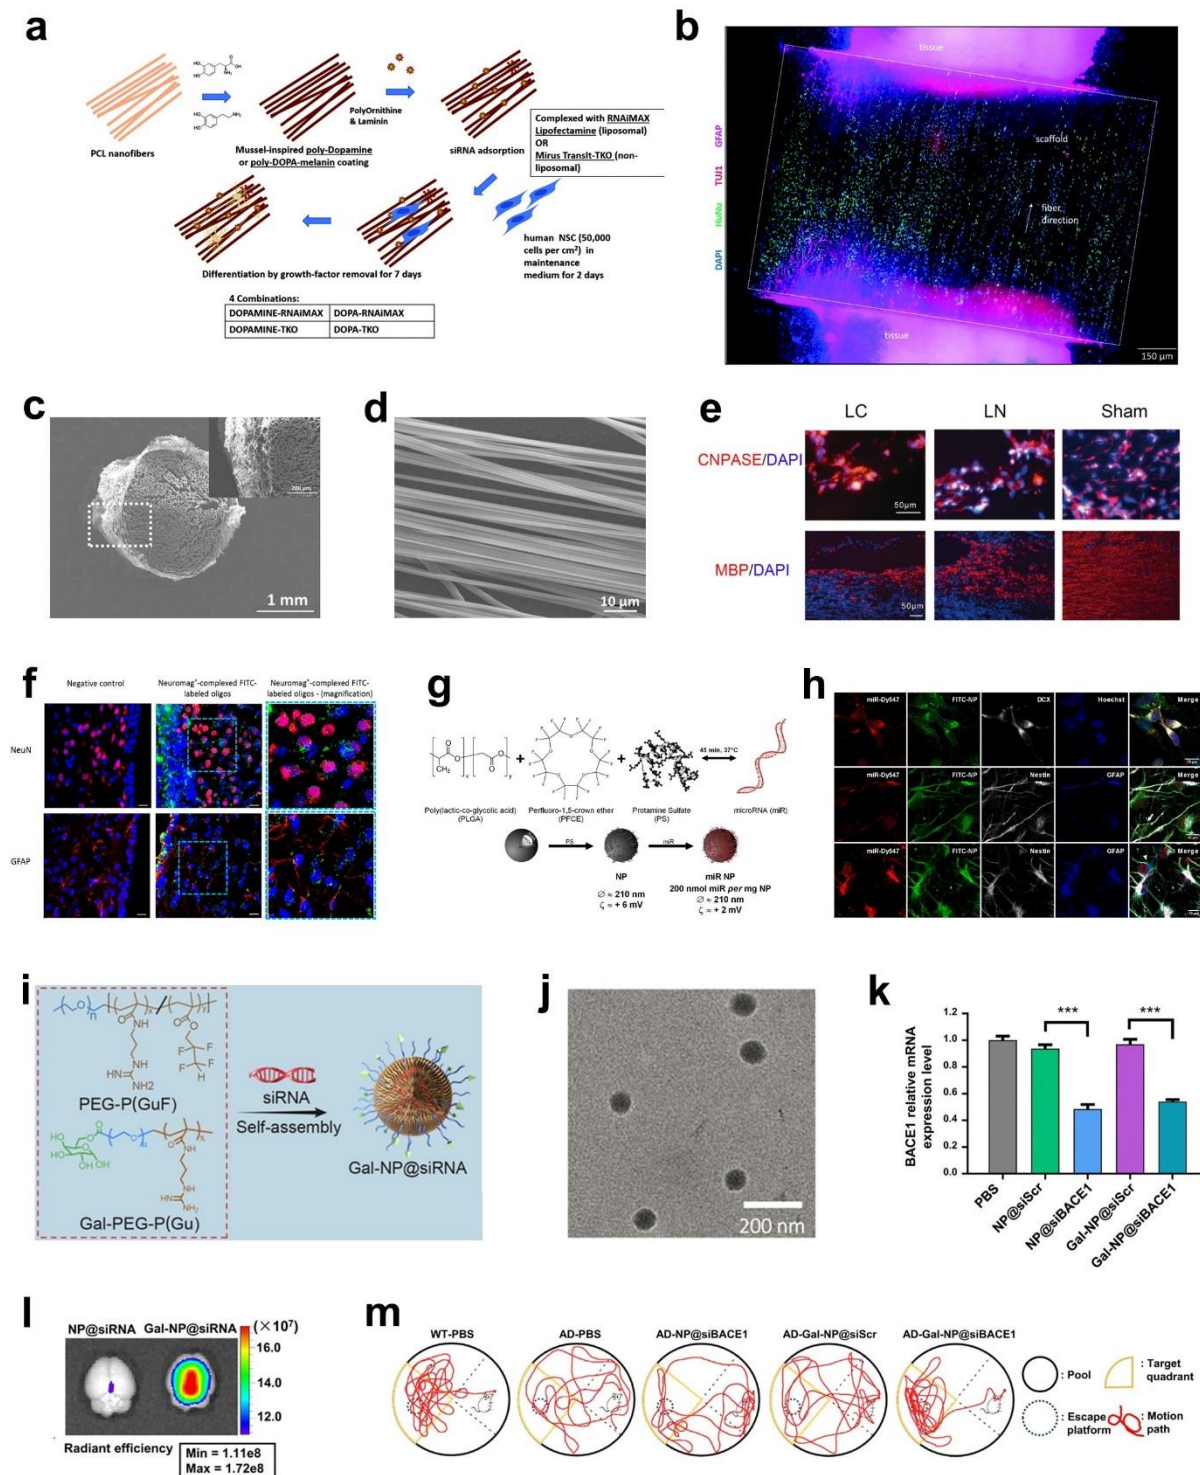 a
PCL nanofibers
Mussel-inspired poly-Dopamine
or poly-DOPA-melanin coating
PolyOrnithine
& Laminin
siRNA adsorption
Complexed with RNAiMAX
Lipofectamine (liposomal)
OR
Mirus TransIt-TKO (non-
liposomal)
human NSC (50,000
cells per cm²) in
maintenance
medium for 2 days
Differentiation by growth-factor removal for 7 days
4 Combinations:
DOPAMINE-RNAiMAX DOPA-RNAiMAX
DOPAMINE-TKO DOPA-TKO
b
DAPI HuNu TUJ1 GFAP
tissue
scaffold
fiber
direction
tissue
150 µm
c
200 µm
1 mm
d
10 µm
e
LC LN Sham
CNPASE/DAPI
50µm
MBP/DAPI
50µm
f
Negative control
Neuromag®-complexed FITC-
labeled oligos
Neuromag®-complexed FITC-
labeled oligos - (magnification)
NeuN
GFAP
g
CH₃
+ + 45 min, 37°C
Poly(lactic-co-glycolic acid)
(PLGA)
Perfluoro-1,5-crown ether
(PFCE)
Protamine Sulfate
(PS)
microRNA (miR)
PS miR
NP
∅ ≈ 210 nm
ζ ≈ + 6 mV
miR NP
200 nmol miR per mg NP
∅ ≈ 210 nm
ζ ≈ + 2 mV
h
miR-Dy547 FITC-NP DCX Hoechst Merge
miR-Dy547 FITC-NP Nestin GFAP Merge
miR-Dy547 FITC-NP Nestin GFAP Merge
i
PEG-P(GuF)
Gal-PEG-P(Gu)
siRNA
Self-assembly
Gal-NP@siRNA
j
200 nm
k
BACE1 relative mRNA
expression level
1.2
1.0
0.8
0.6
0.4
0.2
0.0
*** ***
PBS
NP@siScr
NP@siBACE1
Gal-NP@siScr
Gal-NP@siBACE1
l
NP@siRNA Gal-NP@siRNA (×10⁷)
16.0
14.0
12.0
Radiant efficiency
Min = 1.11e8
Max = 1.72e8
m
WT-PBS AD-PBS AD-NP@siBACE1 AD-Gal-NP@siScr AD-Gal-NP@siBACE1
: Pool
: Target
quadrant
: Escape
platform
: Motion
path